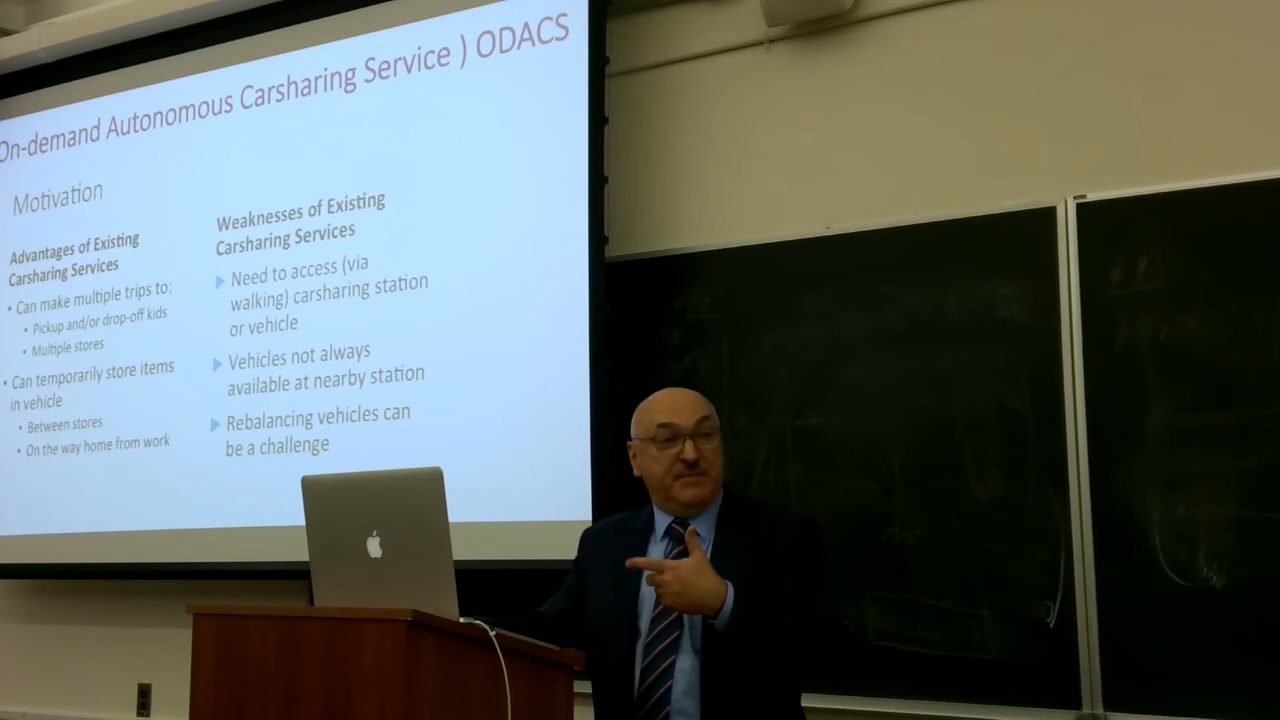 On-demand Autonomous Carsharing Service ) ODACS
Motivation
Advantages of Existing
Carsharing Services
• Can make multiple trips to:
• Pickup and/or drop-off kids
• Multiple stores
• Can temporarily store items
in vehicle
• Between stores
• On the way home from work
Weaknesses of Existing
Carsharing Services
Need to access (via
walking) carsharing station
or vehicle
Vehicles not always
available at nearby station
Rebalancing vehicles can
be a challenge